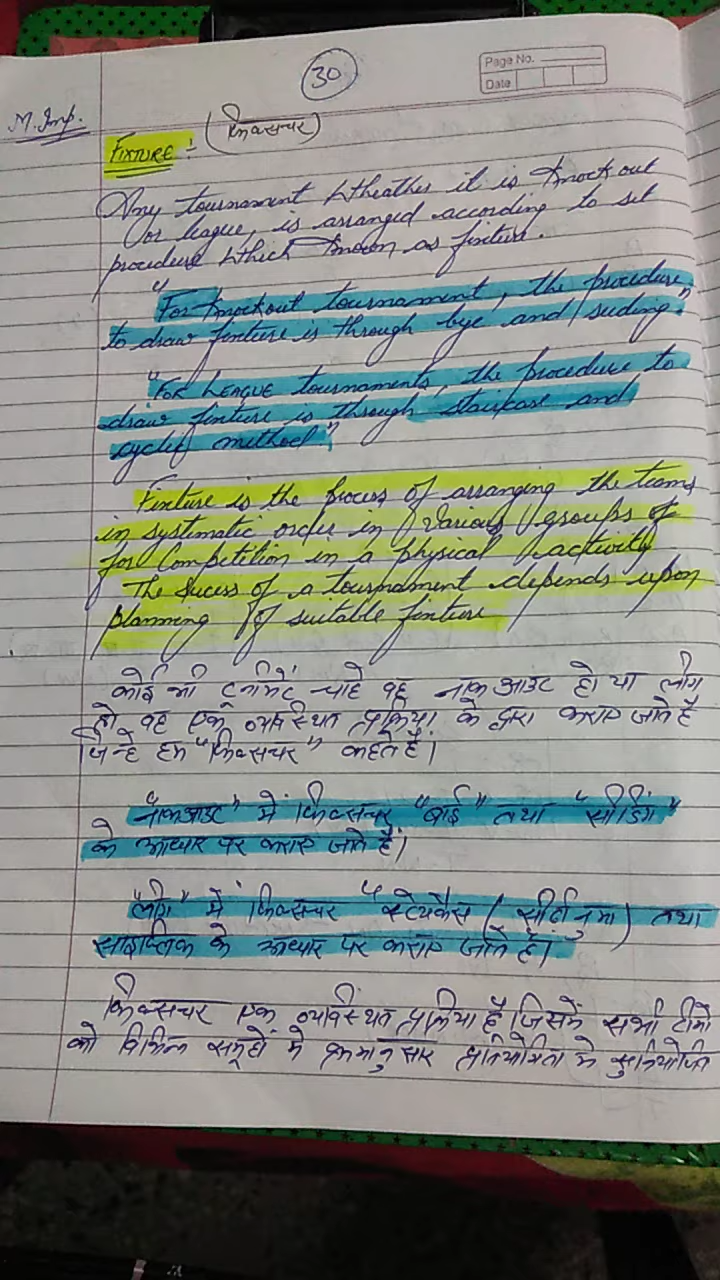 30
Page No.
Date
M. Imp.
FIXTURE :- (फिक्सचर)
Any tournament Wheather it is Knock out
or league, is arranged according to set
procedure Which Known as fixture.
"For Knockout tournament, the procedure
to draw fixture is through bye and seeding."
"FOR LEAGUE tournaments, the procedure to
draw fixture is through staircase and
cyclic method"
Fixture is the process of arranging the teams
in systematic order in various groups of
for Competition in a physical activity
The Sucess of a tournament depends upon
planning of suitable fixture
कोई भी टूर्नामेंट चाहे वह नाकआउट हो या लीग
हो वह एक व्यवस्थित प्रक्रिया के द्वारा कराए जाते है
जिन्हे हम "फिक्सचर" कहते है।
"नाकआउट" में फिक्सचर "बाई" तथा "सीडिंग"
के आधार पर कराए जाते है।
"लीग" में फिक्सचर "स्टेयरकेस (सीढ़ीनुमा) तथा
साइक्लिक के आधार पर कराए जाते है।
फिक्सचर एक व्यवस्थित प्रक्रिया है जिसमें सभी टीमो
को विभिन्न समूहों मे क्रमानुसार प्रतियोगिता मे सुनियोजित